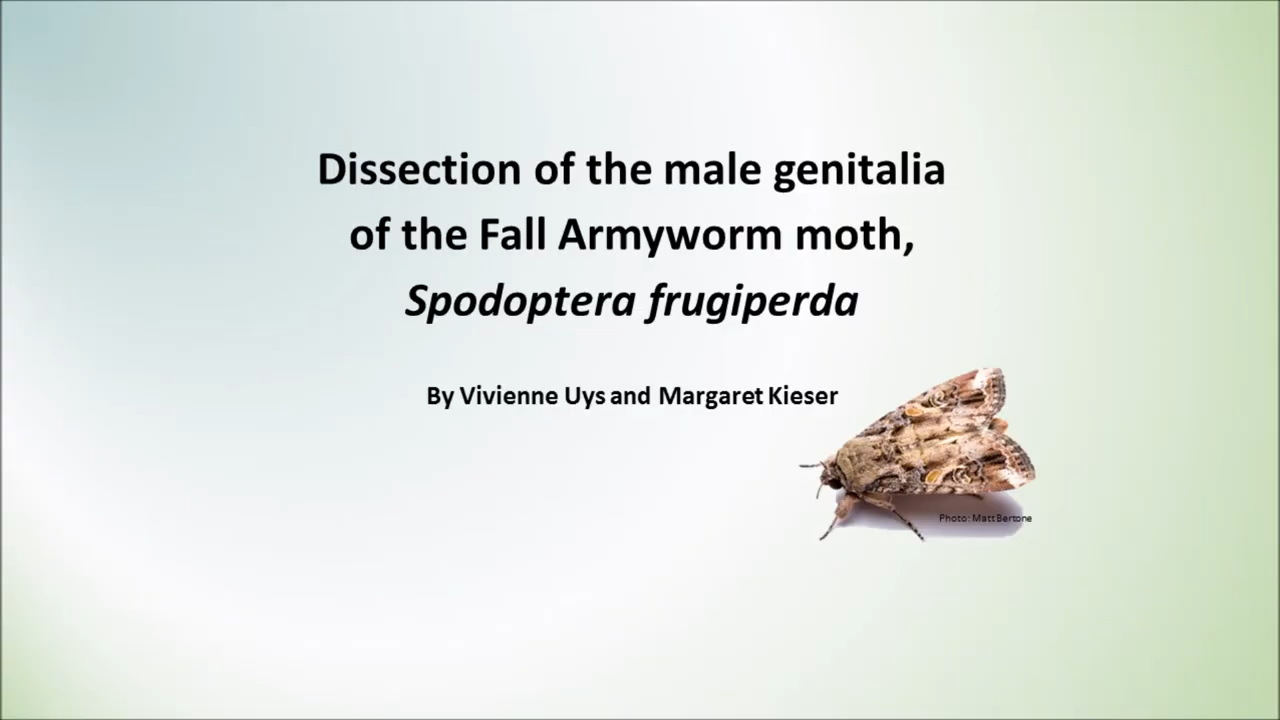 Dissection of the male genitalia
of the Fall Armyworm moth,
Spodoptera frugiperda
By Vivienne Uys and Margaret Kieser
Photo: Matt Bertone